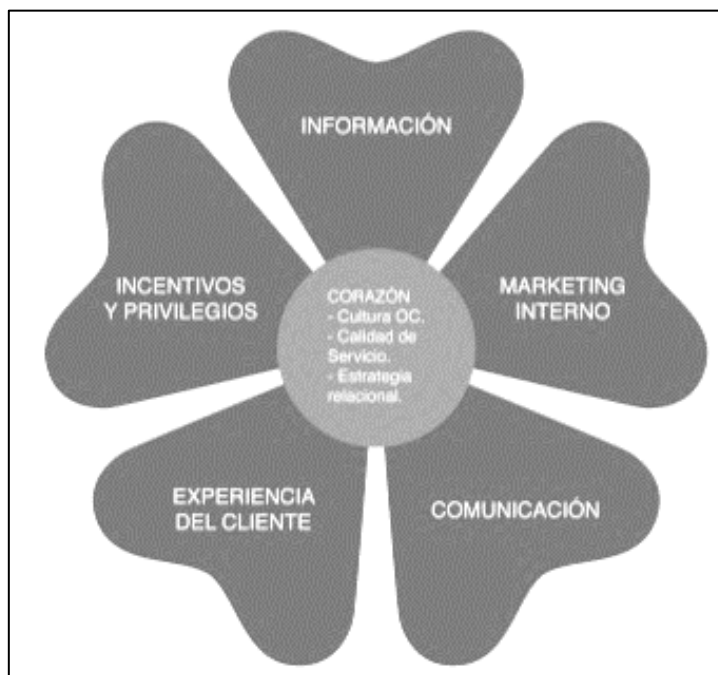 INFORMACIÓN
MARKETING
INTERNO
COMUNICACIÓN
EXPERIENCIA
DEL CLIENTE
INCENTIVOS
Y PRIVILEGIOS
CORAZÓN
- Cultura OC.
- Calidad de
Servicio.
- Estrategia
relacional.